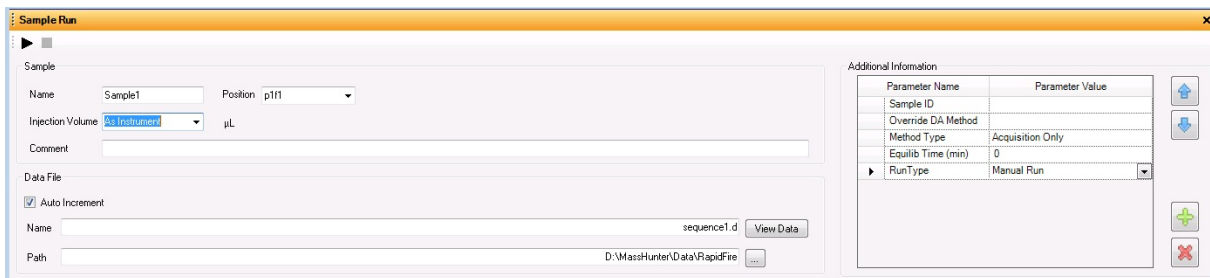 Sample Run
Sample
Name Sample1 Position p1f1
Injection Volume As Instrument µL
Comment
Data File
Auto Increment
Name sequence1.d View Data
Path D:\MassHunter\Data\RapidFire ...
Additional Information
Parameter Name Parameter Value
Sample ID
Override DA Method
Method Type Acquisition Only
Equilib Time (min) 0
RunType Manual Run